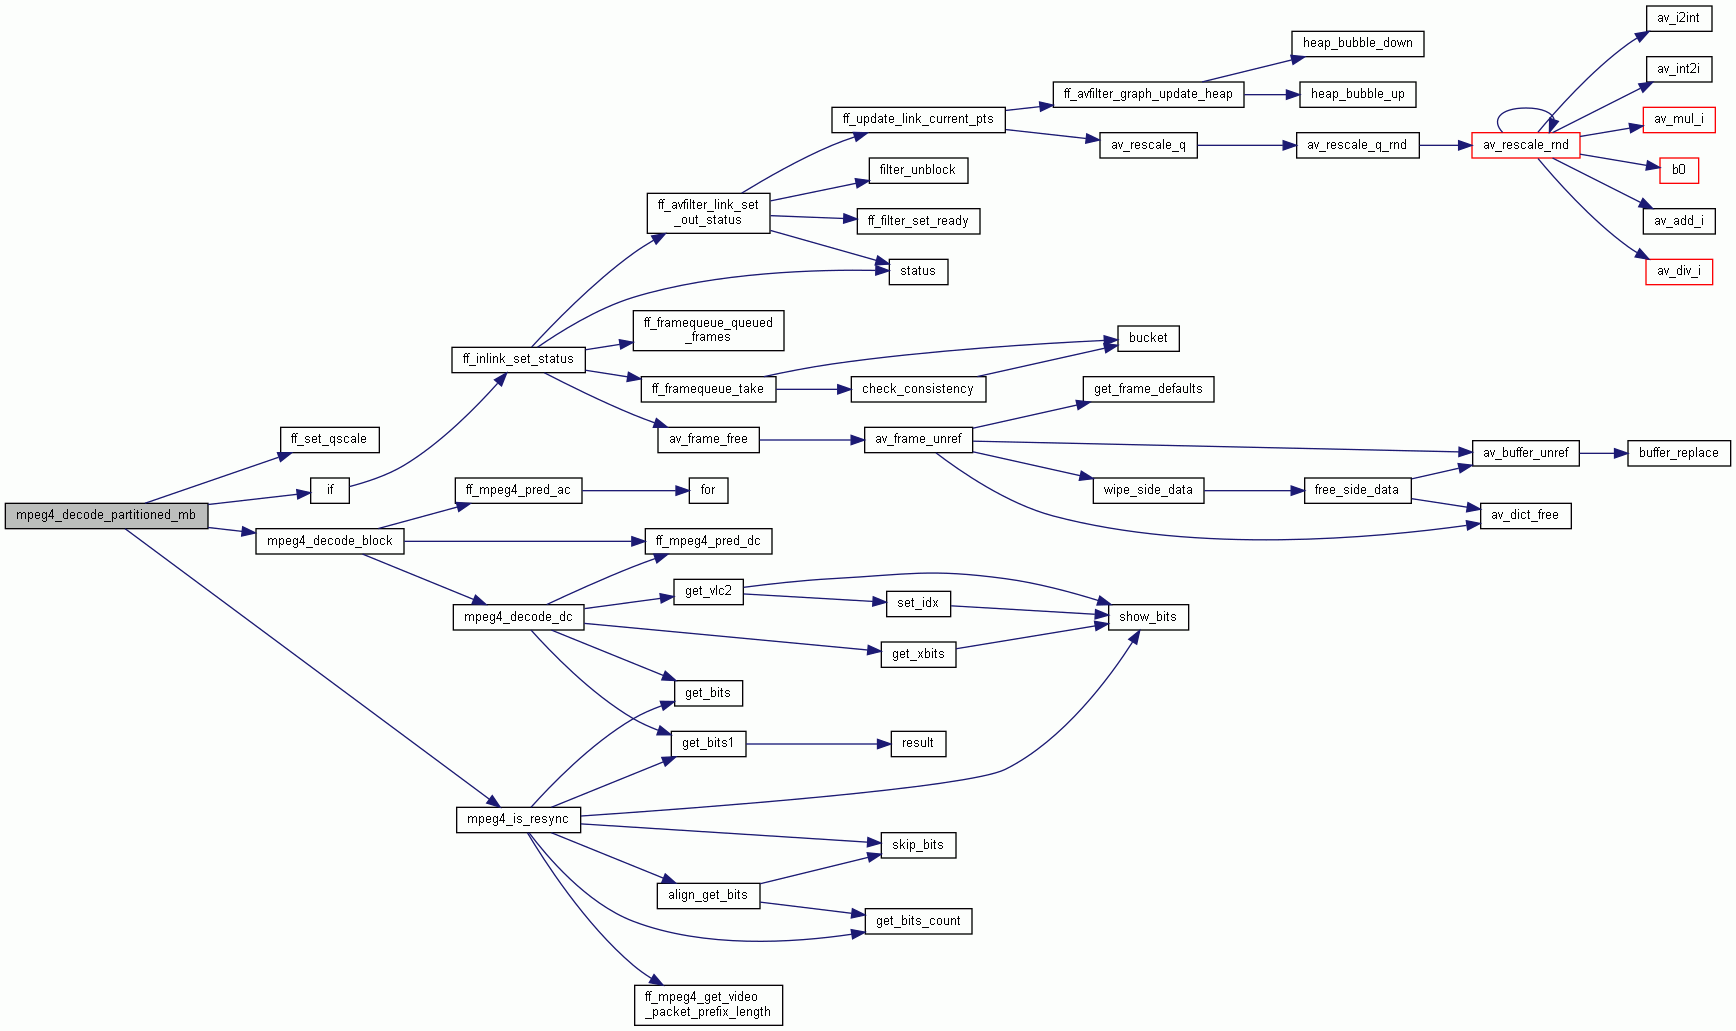 av_i2int
heap_bubble_down
av_int2i
ff_avfilter_graph_update_heap
heap_bubble_up
ff_update_link_current_pts
av_mul_i
av_rescale_q
av_rescale_q_rnd
av_rescale_rnd
filter_unblock
b0
ff_avfilter_link_set
_out_status
ff_filter_set_ready
av_add_i
status
av_div_i
ff_framequeue_queued
_frames
bucket
ff_inlink_set_status
ff_framequeue_take
check_consistency
get_frame_defaults
ff_set_qscale
av_frame_free
av_frame_unref
av_buffer_unref
buffer_replace
if
ff_mpeg4_pred_ac
for
wipe_side_data
free_side_data
mpeg4_decode_partitioned_mb
av_dict_free
mpeg4_decode_block
ff_mpeg4_pred_dc
get_vlc2
set_idx
mpeg4_decode_dc
show_bits
get_xbits
get_bits
get_bits1
result
mpeg4_is_resync
skip_bits
align_get_bits
get_bits_count
ff_mpeg4_get_video
_packet_prefix_length